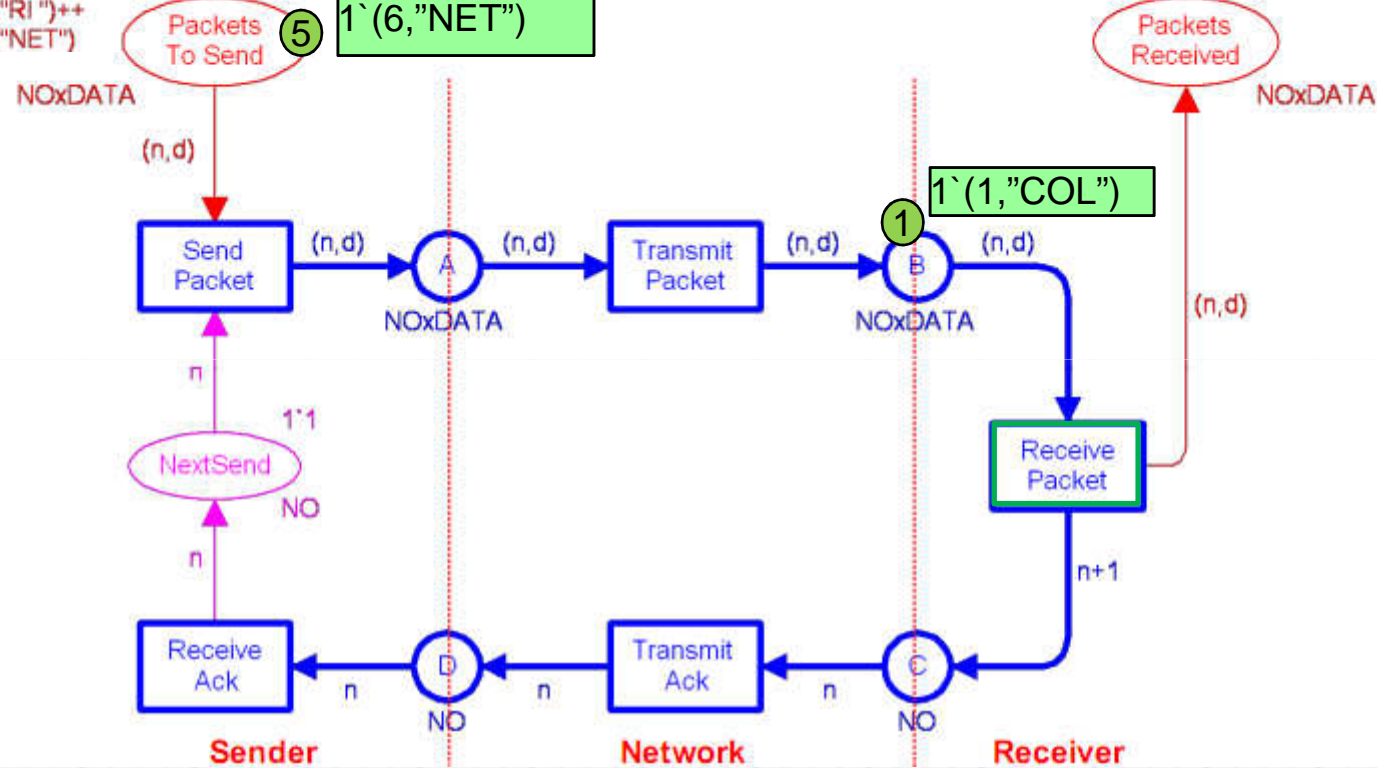 "RI ")++
"NET")
Packets
To Send
5
1`(6,”NET”)
Packets
Received
NOxDATA
NOxDATA
(n,d)
1`(1,”COL”)
1
Send
Packet
(n,d)
A
(n,d)
Transmit
Packet
(n,d)
B
(n,d)
NOxDATA
NOxDATA
(n,d)
n
1`1
NextSend
NO
Receive
Packet
n
n+1
Receive
Ack
n
D
n
Transmit
Ack
n
C
NO
NO
Sender
Network
Receiver